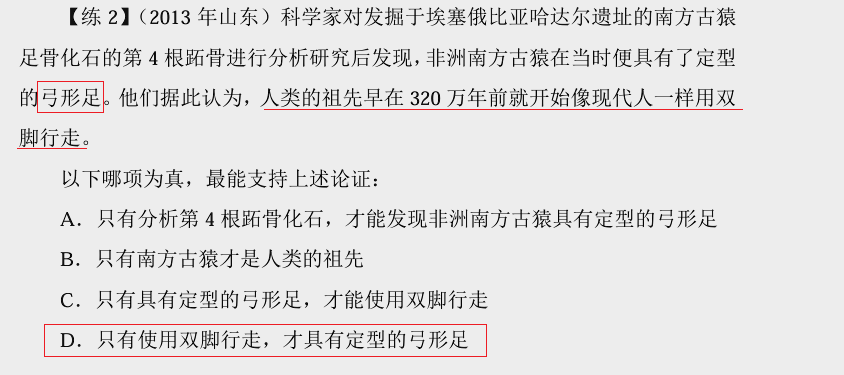 【练 2】（2013 年山东）科学家对发掘于埃塞俄比亚哈达尔遗址的南方古猿
足骨化石的第 4 根跖骨进行分析研究后发现，非洲南方古猿在当时便具有了定型
的弓形足。他们据此认为，人类的祖先早在 320 万年前就开始像现代人一样用双
脚行走。
以下哪项为真，最能支持上述论证：
A．只有分析第 4 根跖骨化石，才能发现非洲南方古猿具有定型的弓形足
B．只有南方古猿才是人类的祖先
C．只有具有定型的弓形足，才能使用双脚行走
D．只有使用双脚行走，才具有定型的弓形足